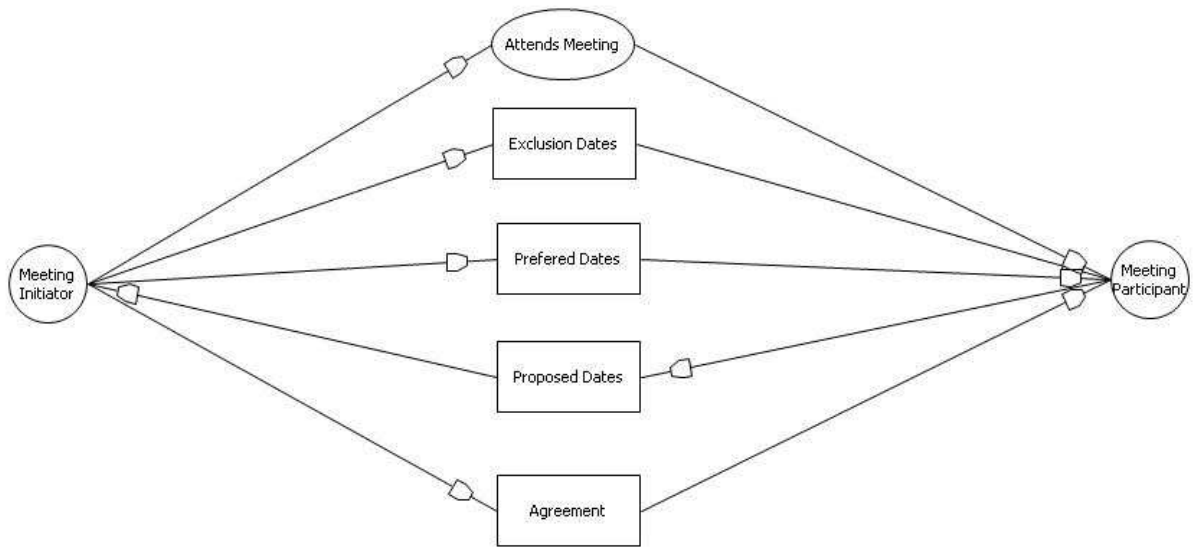 Attends Meeting
Exclusion Dates
Meeting
Initiator
Prefered Dates
Meeting
Participant
Proposed Dates
Agreement